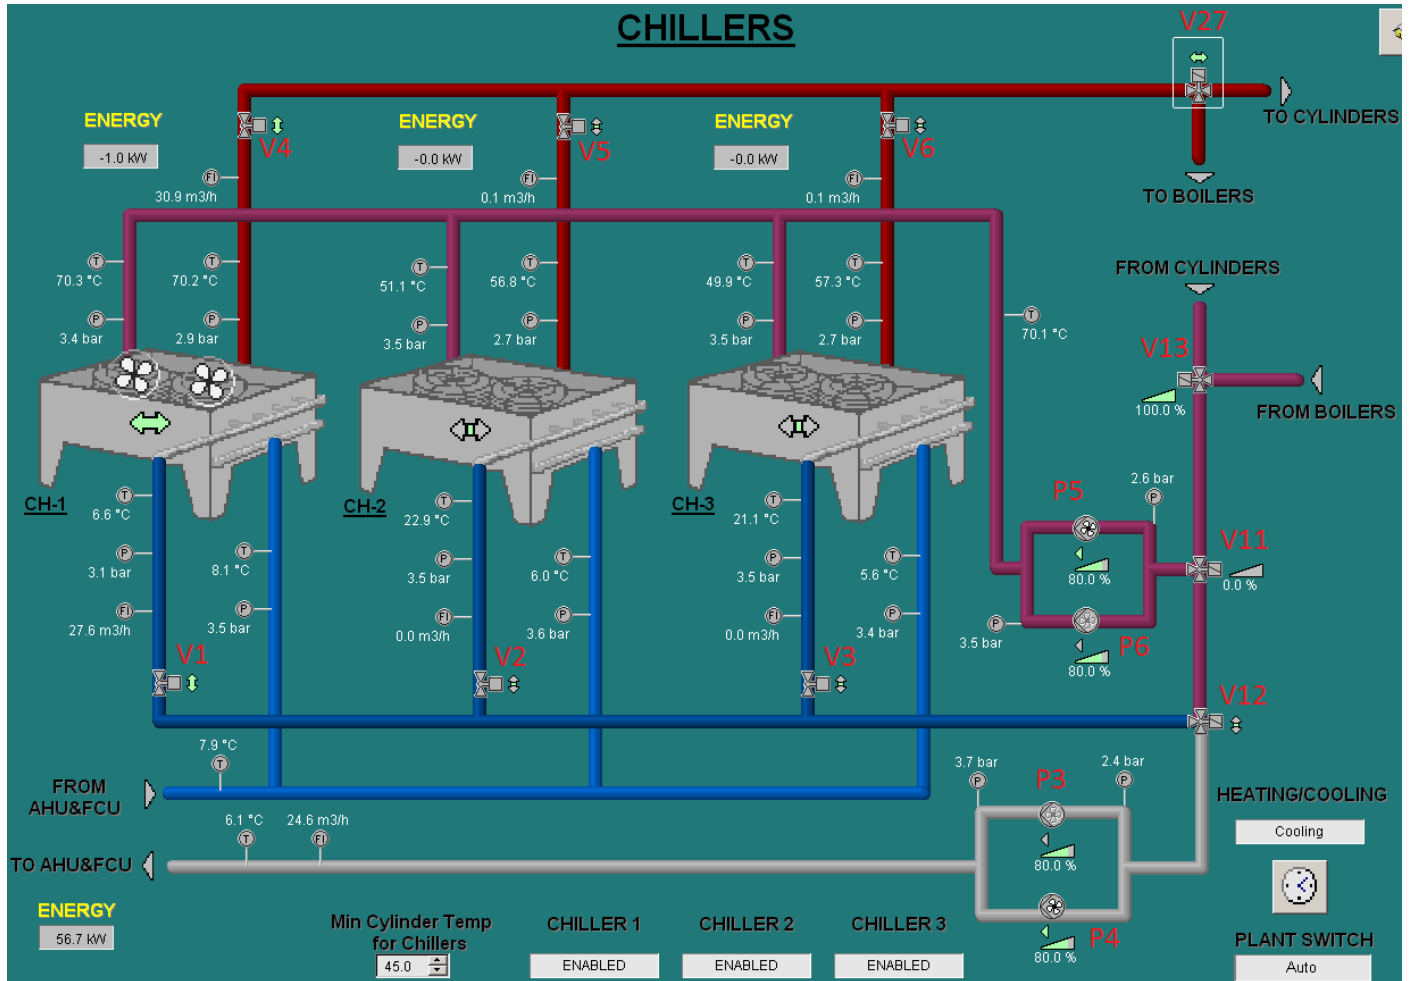 CHILLERS
V27
ENERGY
-1.0 kW
ENERGY
-0.0 kW
ENERGY
-0.0 kW
V4
V5
V6
TO CYLINDERS
FI
30.9 m3/h
FI
0.1 m3/h
FI
0.1 m3/h
TO BOILERS
T
70.3 °C
T
70.2 °C
T
51.1 °C
T
56.8 °C
T
49.9 °C
T
57.3 °C
FROM CYLINDERS
P
3.4 bar
P
2.9 bar
P
3.5 bar
P
2.7 bar
P
3.5 bar
P
2.7 bar
T
70.1 °C
V13
100.0 %
FROM BOILERS
CH-1
CH-2
CH-3
T
6.6 °C
T
22.9 °C
T
21.1 °C
P5
2.6 bar
P
P
3.1 bar
T
8.1 °C
P
3.5 bar
T
6.0 °C
P
3.5 bar
T
5.6 °C
80.0 %
V11
0.0 %
FI
27.6 m3/h
P
3.5 bar
FI
0.0 m3/h
P
3.6 bar
FI
0.0 m3/h
P
3.4 bar
P
3.5 bar
P6
80.0 %
V1
V2
V3
V12
7.9 °C
T
FROM
AHU&FCU
3.7 bar
P
2.4 bar
P
P3
80.0 %
HEATING/COOLING
Cooling
6.1 °C
T
24.6 m3/h
FI
TO AHU&FCU
P4
80.0 %
ENERGY
56.7 kW
Min Cylinder Temp
for Chillers
45.0
CHILLER 1
ENABLED
CHILLER 2
ENABLED
CHILLER 3
ENABLED
PLANT SWITCH
Auto